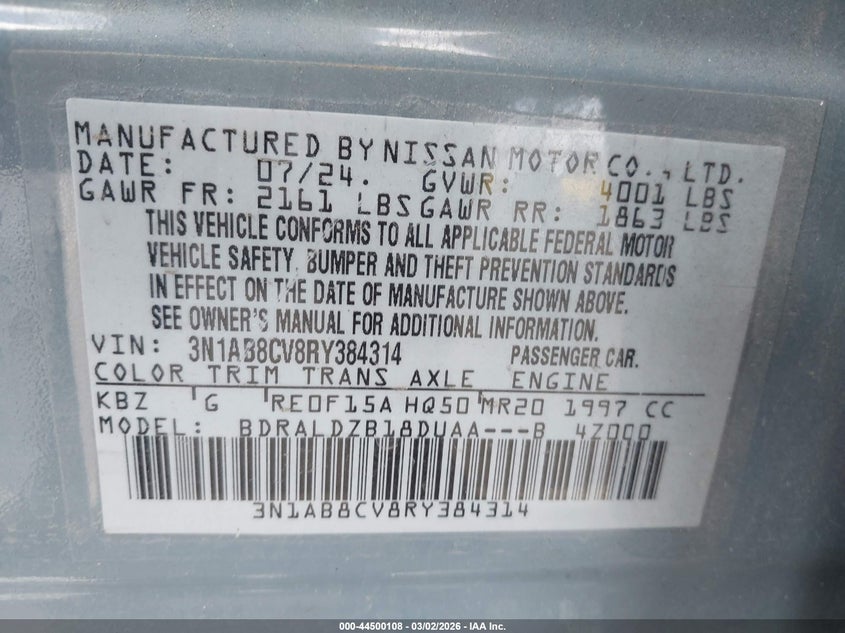 MANUFACTURED BY NISSAN MOTOR CO., LTD.
DATE: 07/24. GVWR: 4001 LBS
GAWR FR: 2161 LBS GAWR RR: 1863 LBS
THIS VEHICLE CONFORMS TO ALL APPLICABLE FEDERAL MOTOR
VEHICLE SAFETY, BUMPER AND THEFT PREVENTION STANDARDS
IN EFFECT ON THE DATE OF MANUFACTURE SHOWN ABOVE.
SEE OWNER'S MANUAL FOR ADDITIONAL INFORMATION.
VIN: 3N1AB8CV8RY384314 PASSENGER CAR.
COLOR TRIM TRANS AXLE ENGINE
KBZ 'G 'RE0F15A HQ50 'MR20 1997 CC
MODEL: BDRALDZB18DUAA---B 4Z000
3N1AB8CV8RY384314
000-44500108 - 03/02/2026 - IAA Inc.